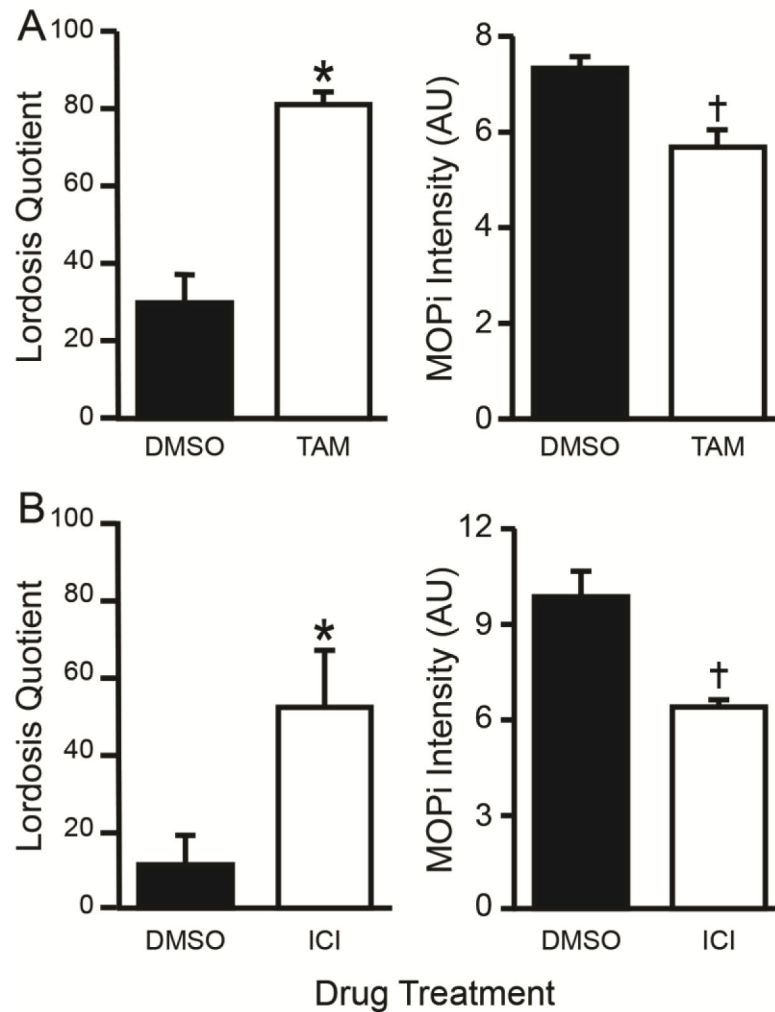 A
Lordosis Quotient
100
80
60
40
20
0
*
DMSO
TAM
MOPi Intensity (AU)
8
6
4
2
0
†
DMSO
TAM
B
Lordosis Quotient
100
80
60
40
20
0
*
DMSO
ICI
MOPi Intensity (AU)
12
9
6
3
0
†
DMSO
ICI
Drug Treatment